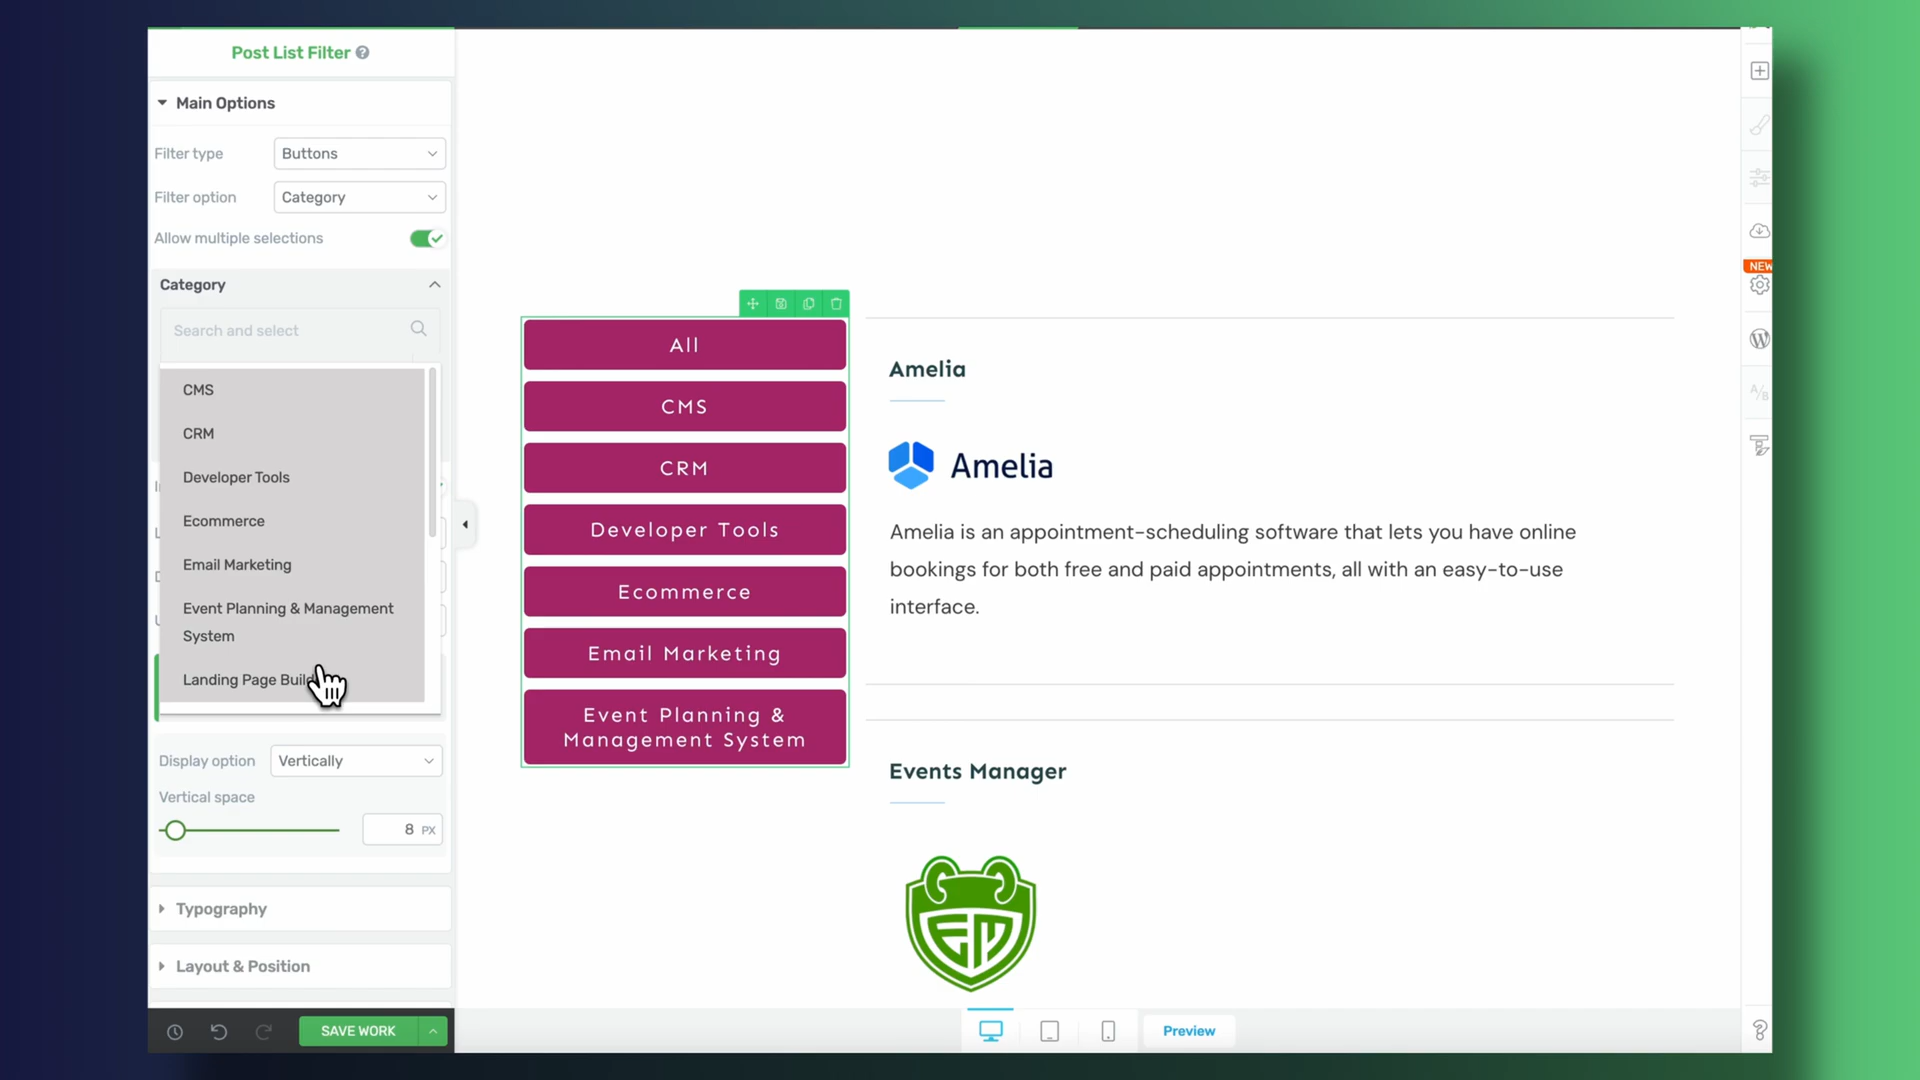 Post List Filter
Main Options
Filter type
Buttons
Filter option
Category
Allow multiple selections
Category
Search and select
CMS
CRM
Developer Tools
Ecommerce
Email Marketing
Event Planning & Management
System
Landing Page Build
Display option
Vertically
Vertical space
8 PX
Typography
Layout & Position
SAVE WORK
All
CMS
CRM
Developer Tools
Ecommerce
Email Marketing
Event Planning &
Management System
Amelia
Amelia
Amelia is an appointment-scheduling software that lets you have online
bookings for both free and paid appointments, all with an easy-to-use
interface.
Events Manager
EM
Preview
NEW
A/B